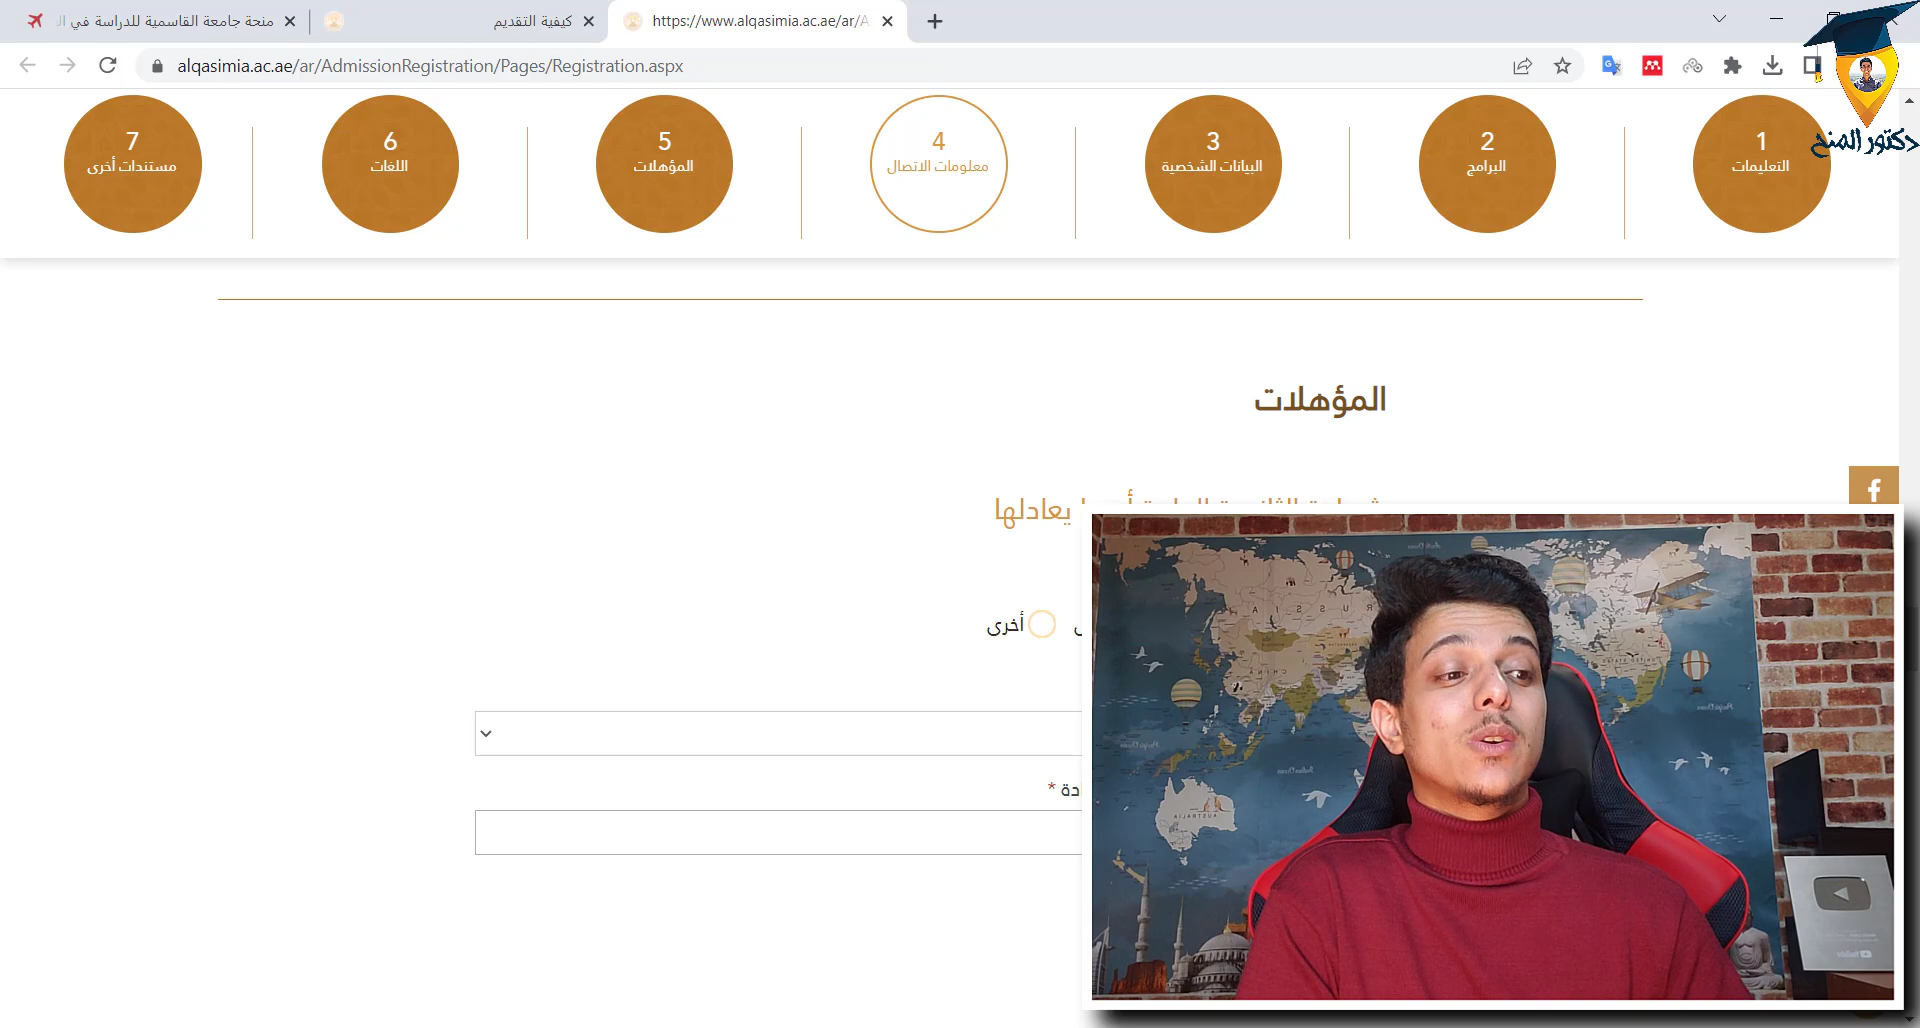 منحة جامعة القاسمية للدراسة في ال
كيفية التقديم
https://www.alqasimia.ac.ae/ar/A
alqasimia.ac.ae/ar/AdmissionRegistration/Pages/Registration.aspx
دكتور المنح
1
التعليمات
2
البرامج
3
البيانات الشخصية
4
معلومات الاتصال
5
المؤهلات
6
اللغات
7
مستندات أخرى
المؤهلات
يعادلها
أخرى
*